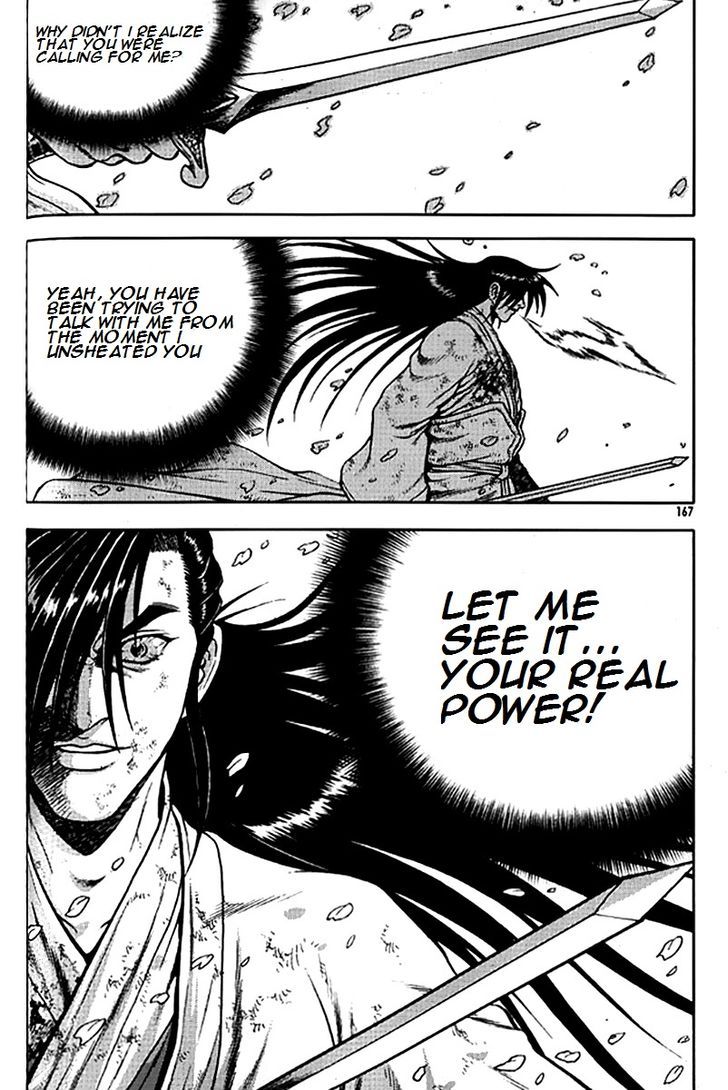 WHY DIDN'T I REALIZE
THAT YOU WERE
CALLING FOR ME?
YEAH, YOU HAVE
BEEN TRYING TO
TALK WITH ME FROM
THE MOMENT I
UNSHEATED YOU
167
LET ME
SEE IT...
YOUR REAL
POWER!